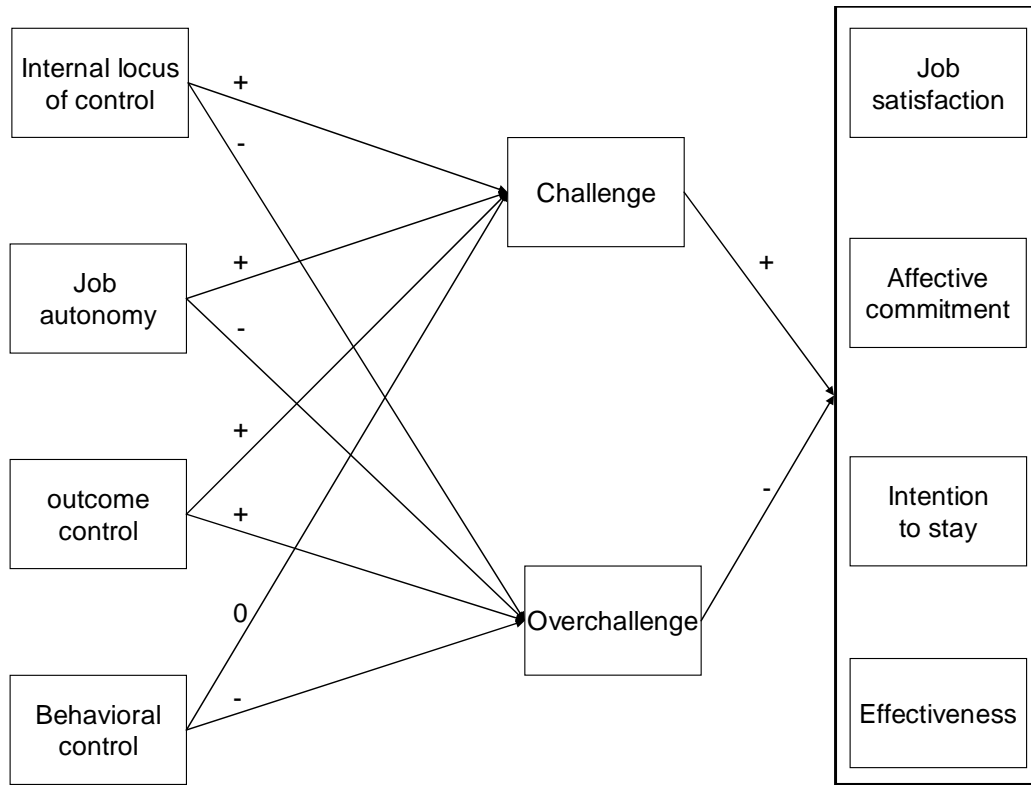 Internal locus
of control
+
-
Job
autonomy
+
-
outcome
control
+
+
Behavioral
control
0
-
Challenge
+
Overchallenge
-
Job
satisfaction
Affective
commitment
Intention
to stay
Effectiveness